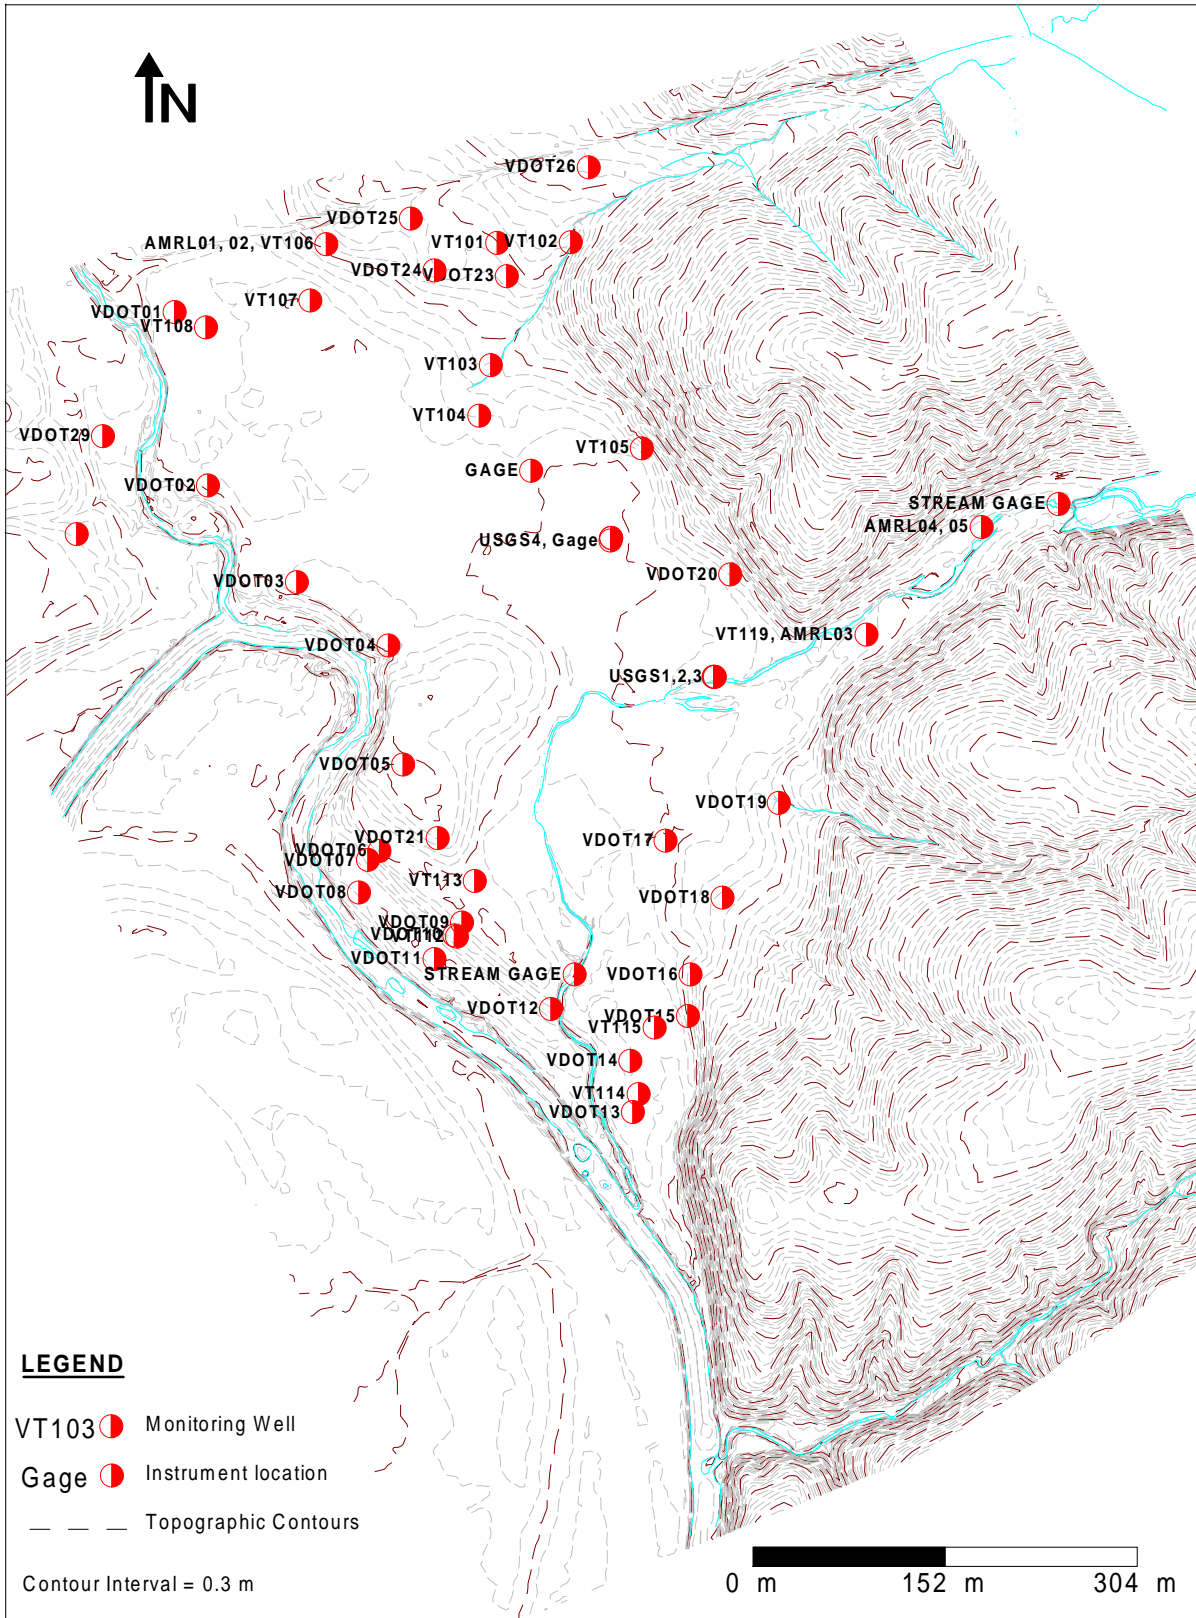 N
VDOT26
VDOT25
AMRL01, 02, VT106
VT101
VT102
VDOT24
VDOT23
VT107
VDOT01
VT108
VT103
VT104
VDOT29
VT105
GAGE
VDOT02
STREAM GAGE
AMRL04, 05
USGS4, Gage
VDOT20
VDOT03
VT119, AMRL03
VDOT04
USGS1,2,3
VDOT05
VDOT19
VDOT21
VDOT17
VDOT06
VDOT07
VT113
VDOT08
VDOT18
VDOT09
VDOT10
VT112
VDOT11
STREAM GAGE
VDOT16
VDOT12
VDOT15
VT115
VDOT14
VT114
VDOT13
LEGEND
VT103 Monitoring Well
Gage Instrument location
Topographic Contours
Contour Interval = 0.3 m
0 m 152 m 304 m